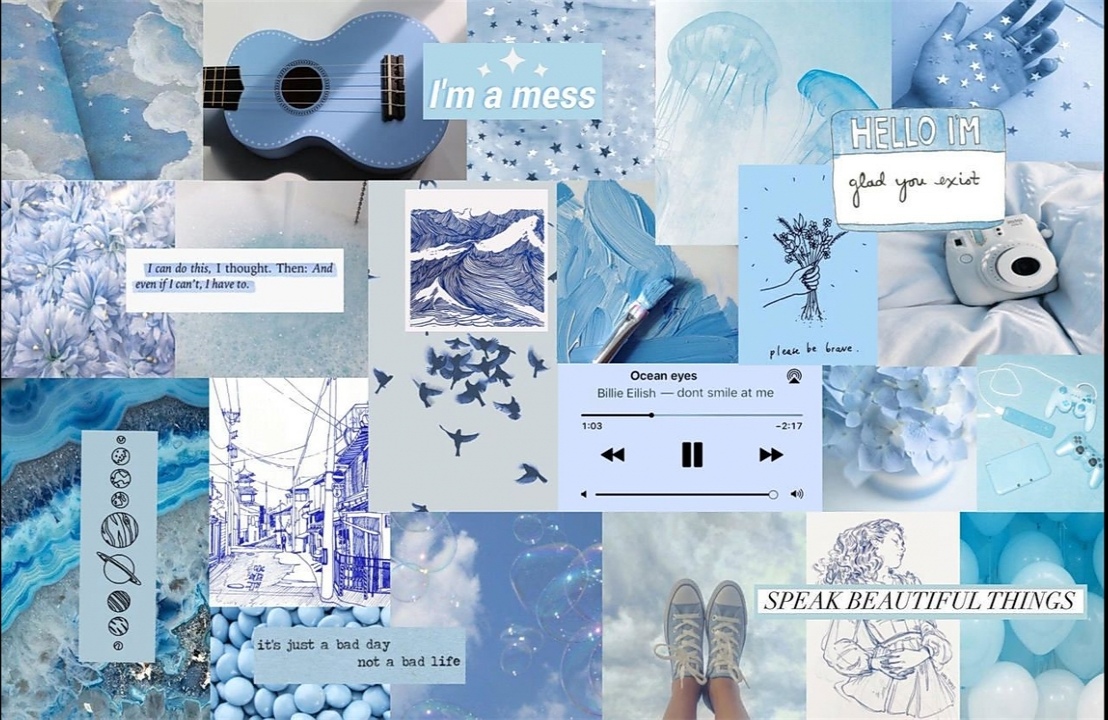 I'm a mess
HELLO I'M
glad you exist
I can do this, I thought. Then: And
even if I can't, I have to.
please be brave.
Ocean eyes
Billie Eilish — dont smile at me
1:03
-2:17
SPEAK BEAUTIFUL THINGS
it's just a bad day
not a bad life